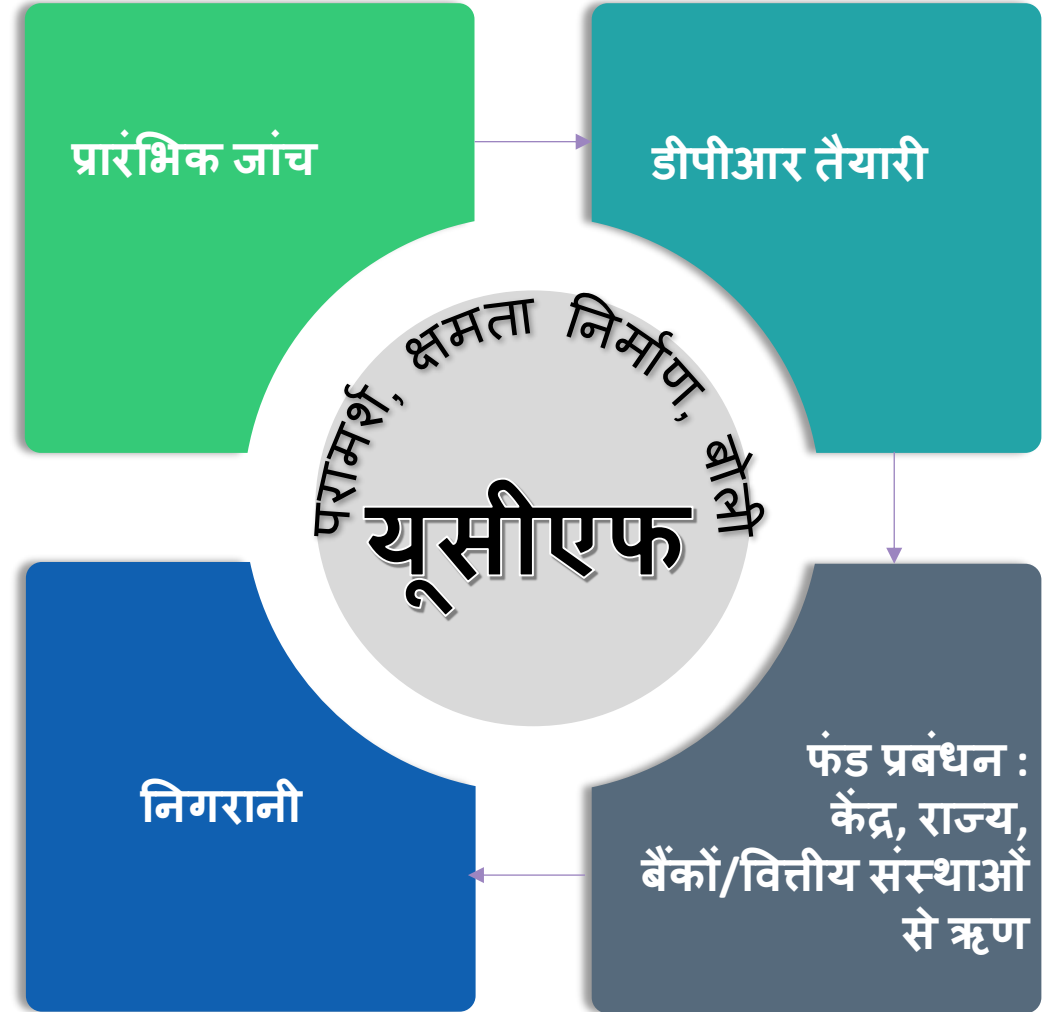 प्रारंभिक जांच
डीपीआर तैयारी
परामर्श, क्षमता निर्माण, बोली
यूसीएफ
निगरानी
फंड प्रबंधन :
केंद्र, राज्य,
बैंकों/वित्तीय संस्थाओं
से ऋण